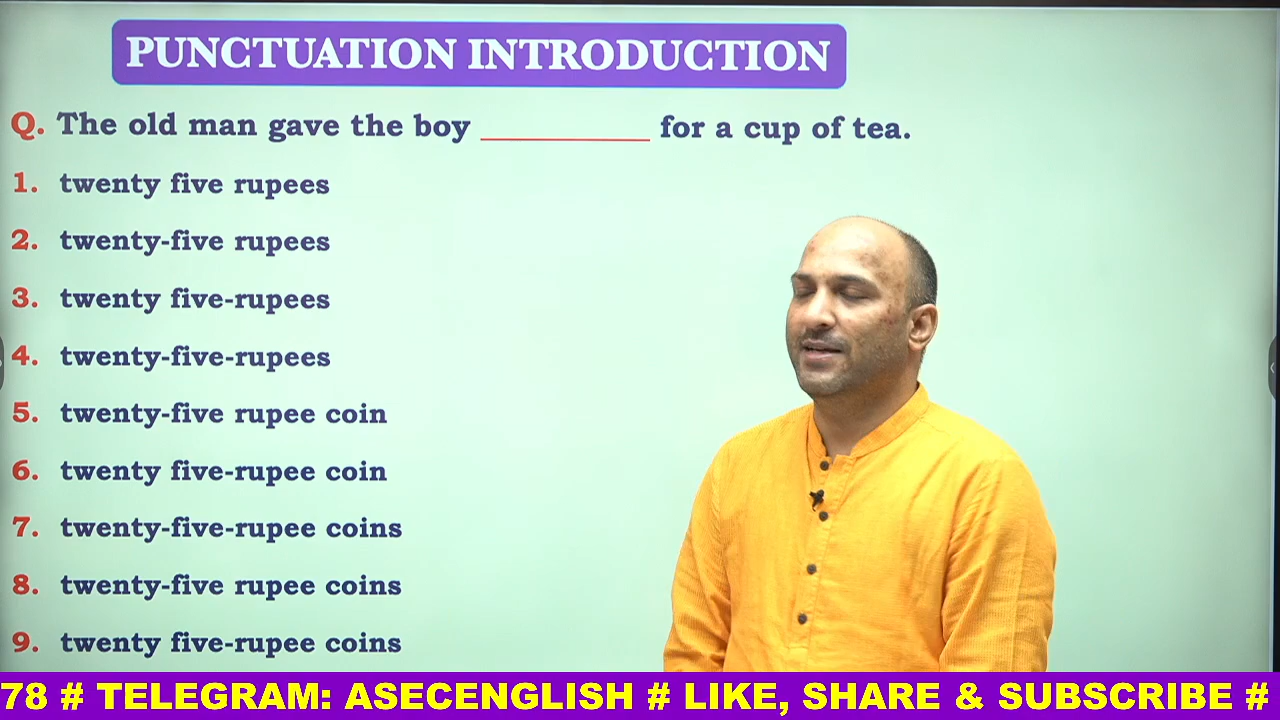 PUNCTUATION INTRODUCTION
Q. The old man gave the boy __________ for a cup of tea.
1. twenty five rupees
2. twenty-five rupees
3. twenty five-rupees
4. twenty-five-rupees
5. twenty-five rupee coin
6. twenty five-rupee coin
7. twenty-five-rupee coins
8. twenty-five rupee coins
9. twenty five-rupee coins
78 # TELEGRAM: ASECENGLISH # LIKE, SHARE & SUBSCRIBE #